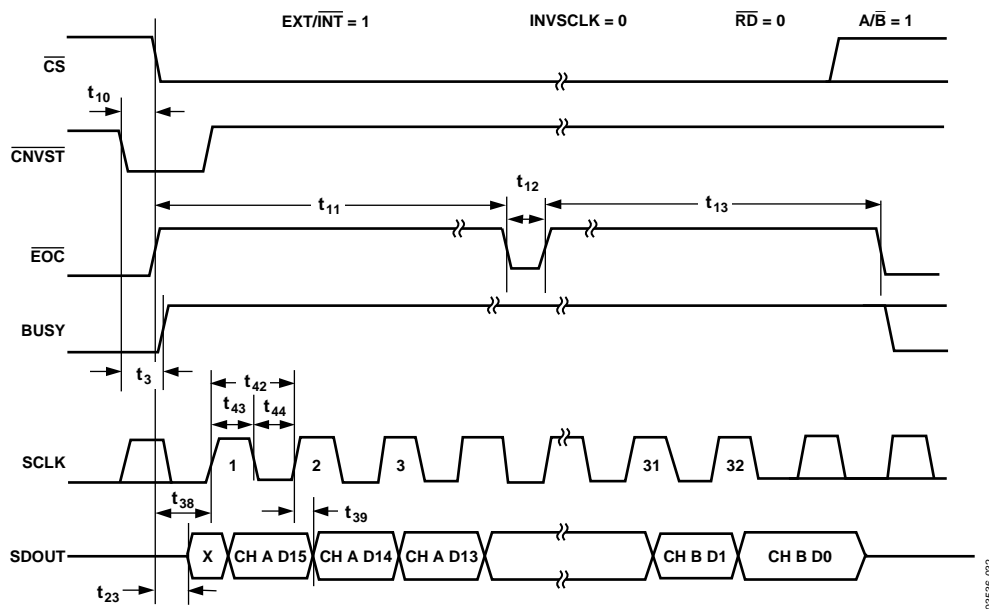 EXT/INT = 1 INVSCLK = 0 RD = 0 A/B = 1
CS
t10
CNVST
t12
t11 t13
EOC
BUSY
t3 t42
t43 t44
SCLK 1 2 3 31 32
t38 t39
SDOUT X CH A D15 CH A D14 CH A D13 CH B D1 CH B D0
t23